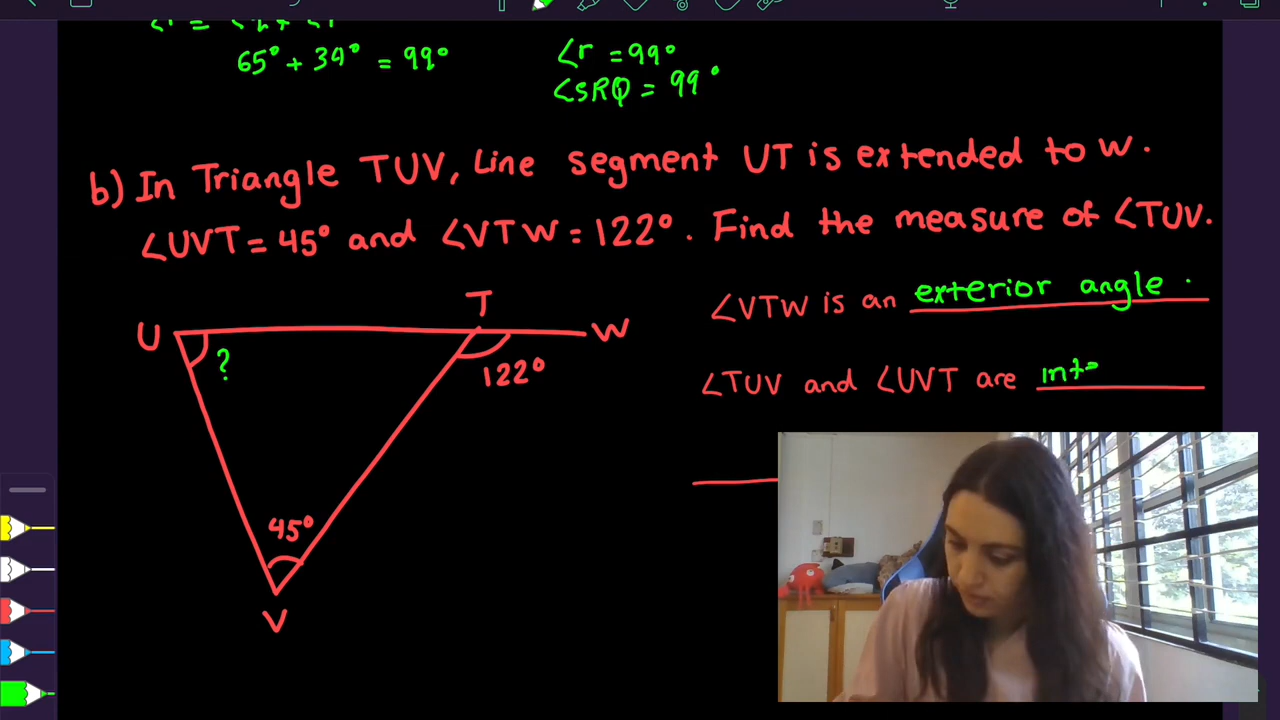 65° + 34° = 99°
∠r = 99°
∠SRQ = 99°
b) In Triangle TUV, Line segment UT is extended to W.
∠UVT = 45° and ∠VTW = 122°. Find the measure of ∠TUV.
∠VTW is an exterior angle.
∠TUV and ∠UVT are inte
U
T
W
?
122°
45°
V